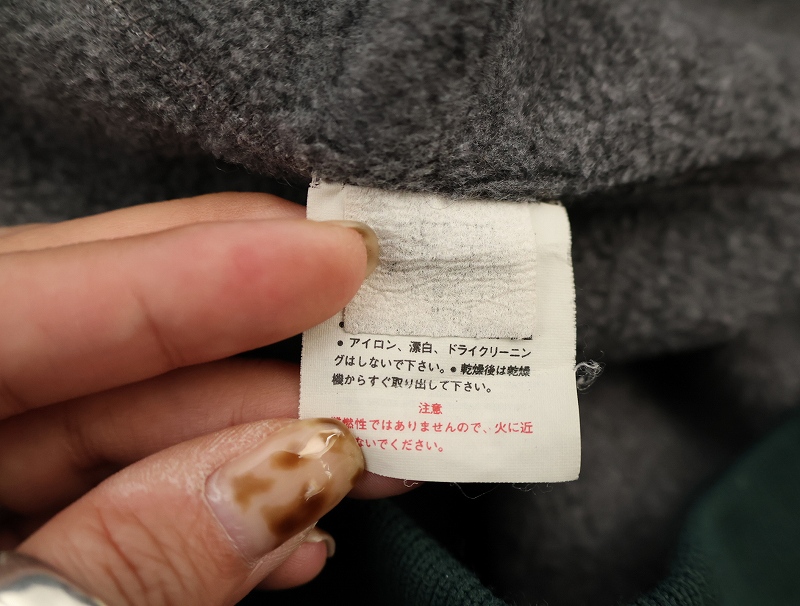 ● アイロン、漂白、ドライクリーニン
グはしないで下さい。● 乾燥後は乾燥
機からすぐ取り出して下さい。
注意
燃性ではありませんので、火に近
ないでください。